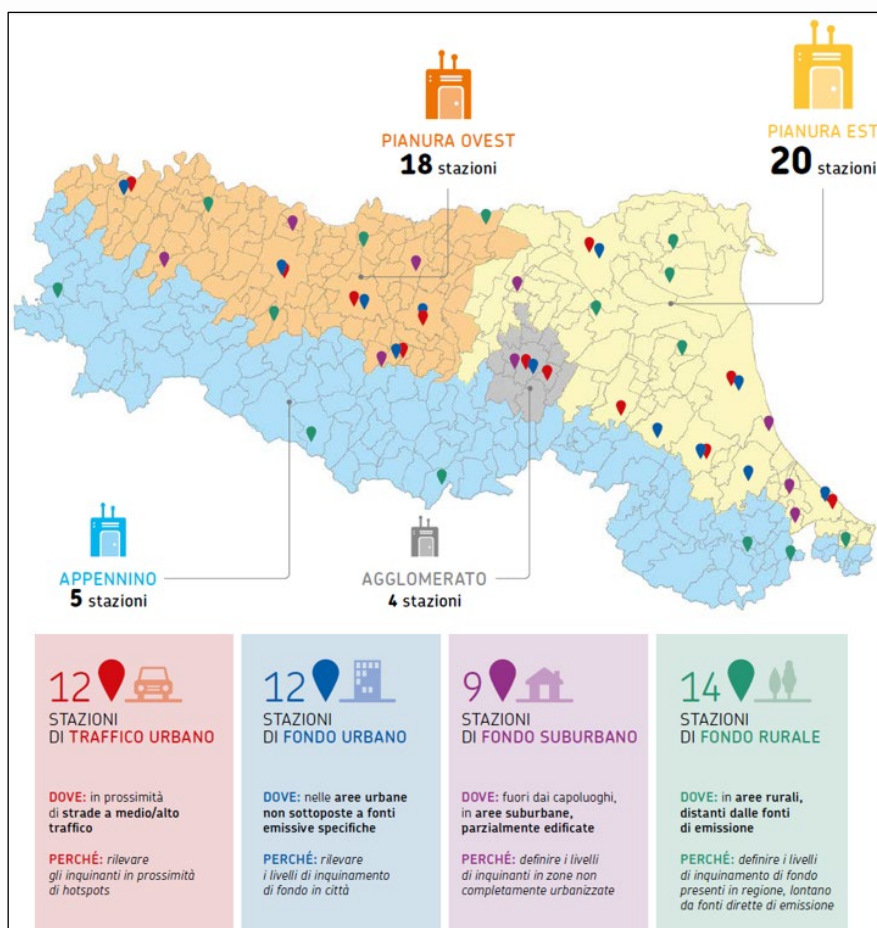 PIANURA OVEST
18 stazioni
PIANURA EST
20 stazioni
APPENNINO
5 stazioni
AGGLOMERATO
4 stazioni
12
STAZIONI
DI TRAFFICO URBANO
DOVE: in prossimità
di strade a medio/alto
traffico
PERCHÉ: rilevare
gli inquinanti in prossimità
di hotspots
12
STAZIONI
DI FONDO URBANO
DOVE: nelle aree urbane
non sottoposte a fonti
emissive specifiche
PERCHÉ: rilevare
i livelli di inquinamento
di fondo in città
9
STAZIONI
DI FONDO SUBURBANO
DOVE: fuori dai capoluoghi,
in aree suburbane,
parzialmente edificate
PERCHÉ: definire i livelli
di inquinanti in zone non
completamente urbanizzate
14
STAZIONI
DI FONDO RURALE
DOVE: in aree rurali,
distanti dalle fonti
di emissione
PERCHÉ: definire i livelli
di inquinamento di fondo
presenti in regione, lontano
da fonti dirette di emissione